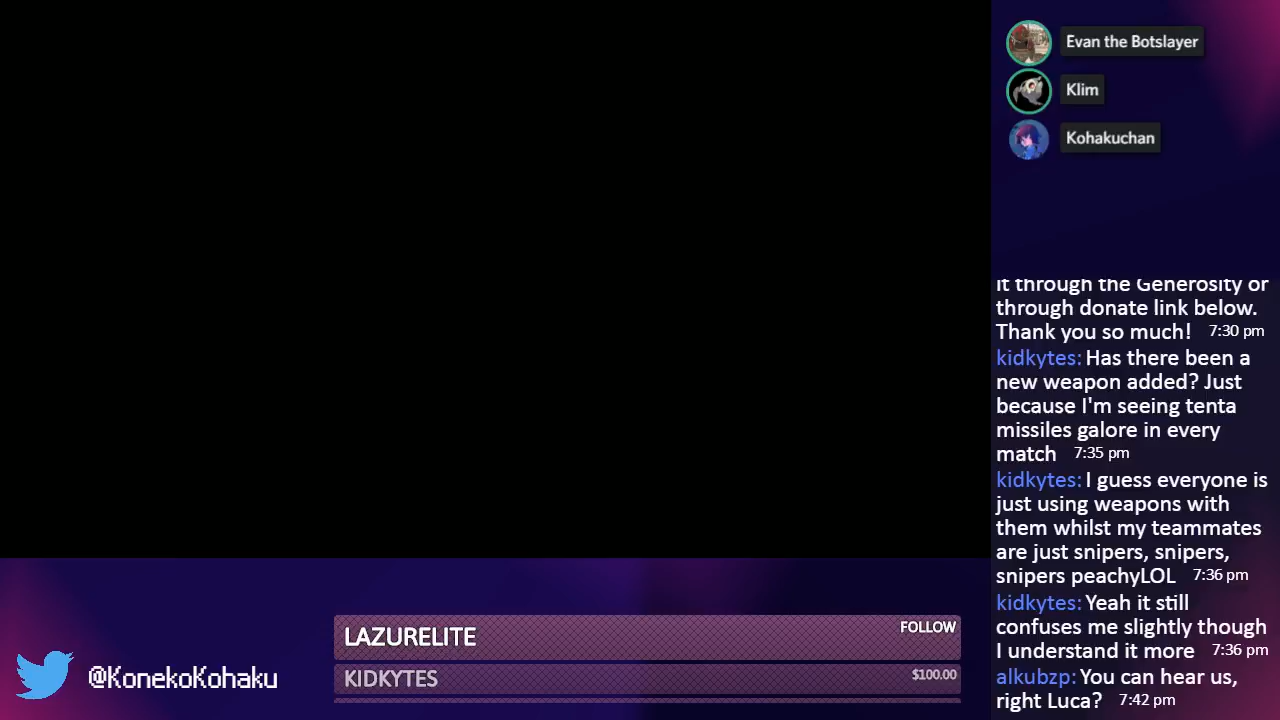 Evan the Botslayer
Klim
Kohakuchan
it through the Generosity or
through donate link below.
Thank you so much! 7:30 pm
kidkytes: Has there been a
new weapon added? Just
because I'm seeing tenta
missiles galore in every
match 7:35 pm
kidkytes: I guess everyone is
just using weapons with
them whilst my teammates
are just snipers, snipers,
snipers peachyLOL 7:36 pm
kidkytes: Yeah it still
confuses me slightly though
I understand it more 7:36 pm
alkubzp: You can hear us,
right Luca? 7:42 pm
LAZURELITE FOLLOW
KIDKYTES $100.00
@KonekoKohaku